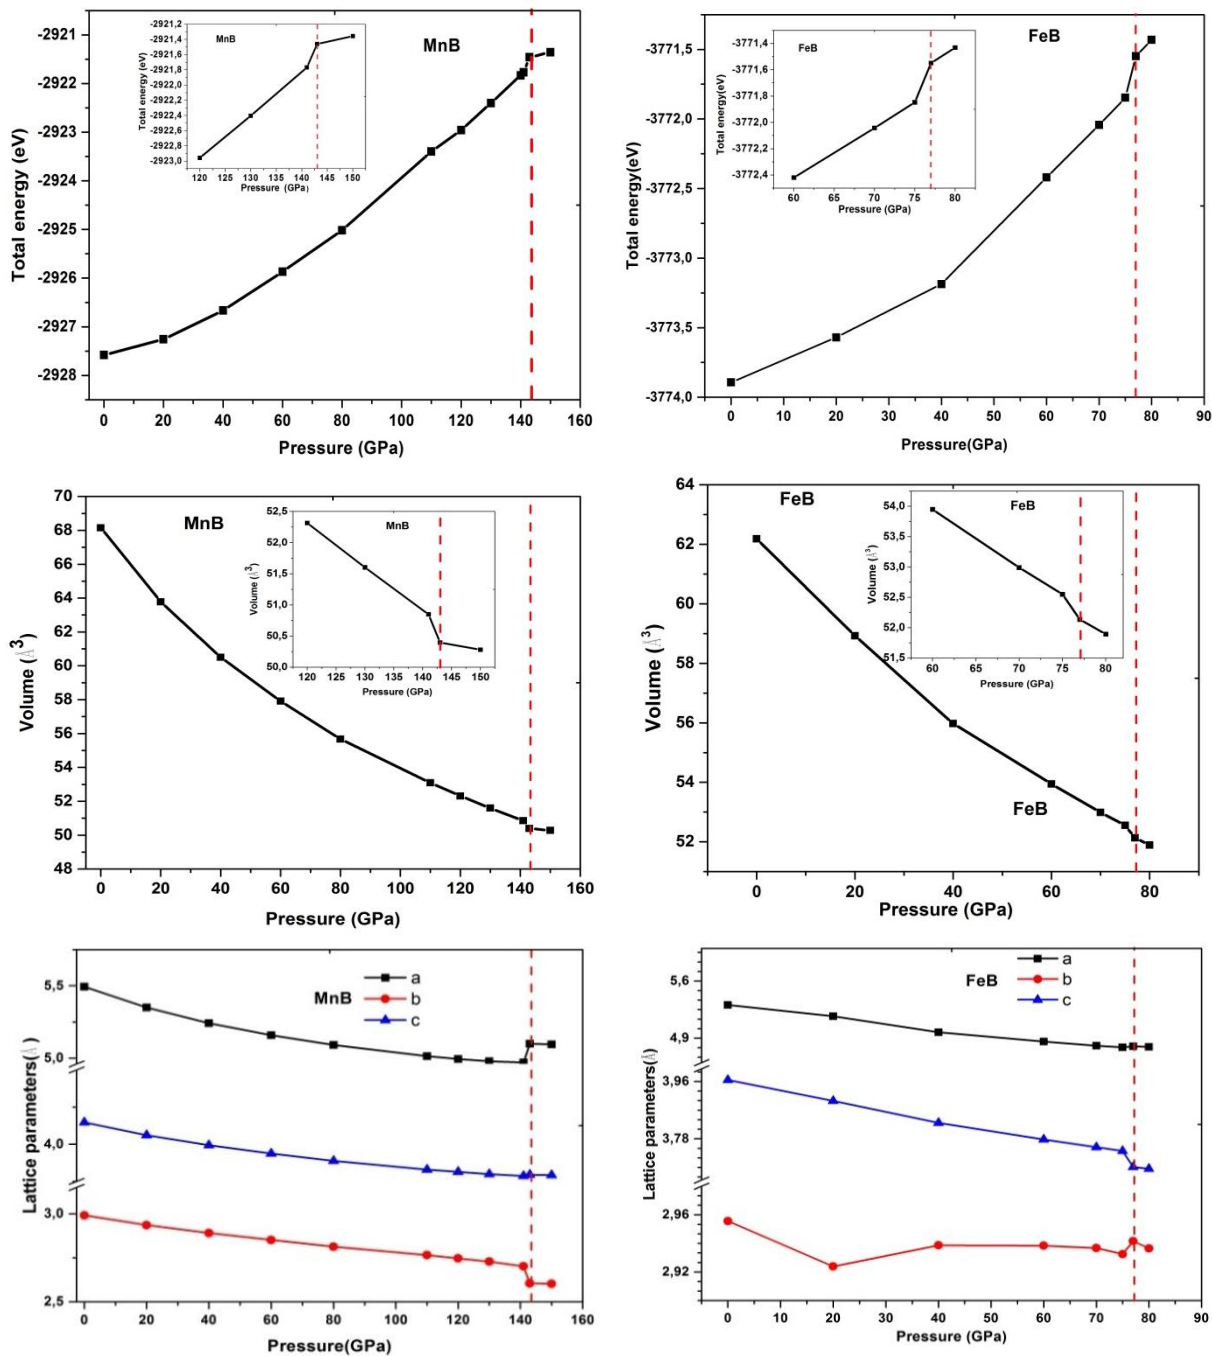 MnB
Total energy (eV)
-2921
-2922
-2923
-2924
-2925
-2926
-2927
-2928
0 20 40 60 80 100 120 140 160
Pressure (GPa)
MnB
Total energy (eV)
-2921,2
-2921,4
-2921,6
-2921,8
-2922,0
-2922,2
-2922,4
-2922,6
-2922,8
-2923,0
120 125 130 135 140 145 150
Pressure (GPa)
FeB
Total energy(eV)
-3771,5
-3772,0
-3772,5
-3773,0
-3773,5
-3774,0
0 10 20 30 40 50 60 70 80 90
Pressure(GPa)
FeB
Total energy(eV)
-3771,4
-3771,6
-3771,8
-3772,0
-3772,2
-3772,4
60 65 70 75 80
Pressure (GPa)
MnB
Volume (Å3)
70
68
66
64
62
60
58
56
54
52
50
48
0 20 40 60 80 100 120 140 160
Pressure (GPa)
MnB
Volume (Å3)
52,5
52,0
51,5
51,0
50,5
50,0
120 125 130 135 140 145 150
Pressure (GPa)
FeB
Volume (Å3)
64
62
60
58
56
54
52
FeB
0 20 40 60 80
Pressure (GPa)
FeB
Volume (Å3)
54,0
53,5
53,0
52,5
52,0
51,5
60 65 70 75 80
Pressure (GPa)
MnB
a
b
c
Lattice parameters(Å)
5,5
5,0
4,0
3,0
2,5
0 20 40 60 80 100 120 140 160
Pressure(GPa)
FeB
a
b
c
Lattice parameters(Å)
5,6
4,9
3,96
3,78
2,96
2,92
0 10 20 30 40 50 60 70 80 90
Pressure (GPa)